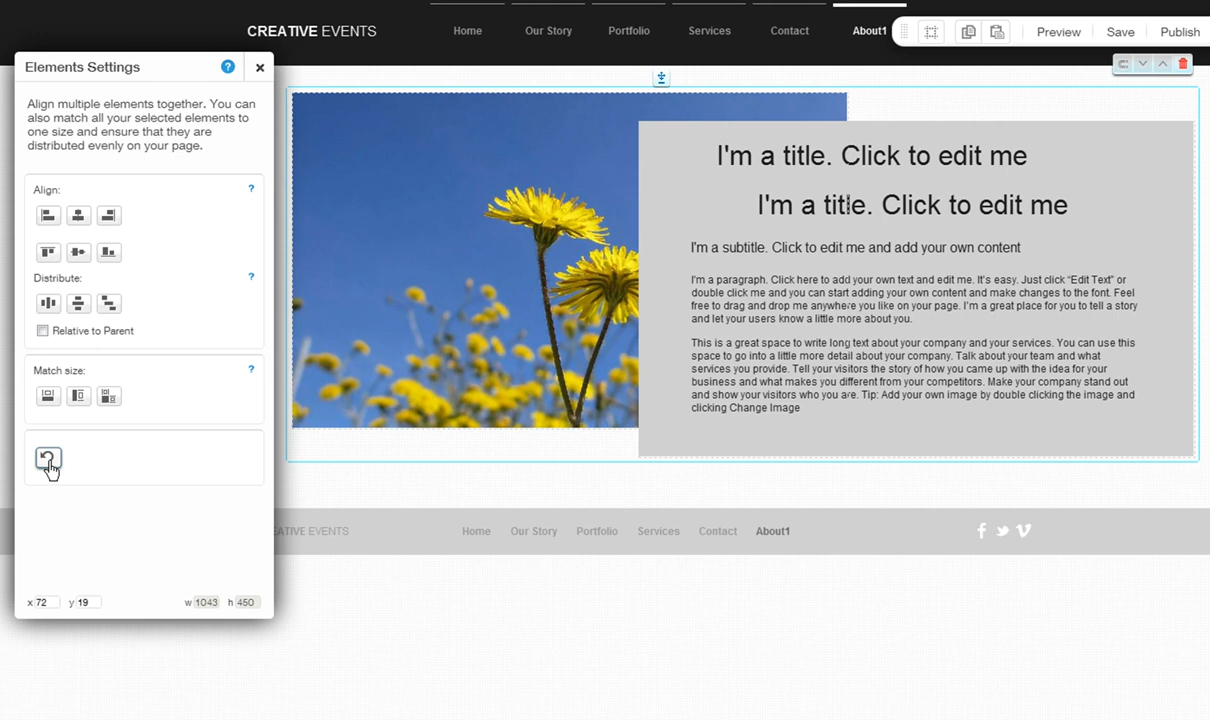 CREATIVE EVENTS
Home
Our Story
Portfolio
Services
Contact
About1
Preview
Save
Publish
Elements Settings
?
Align multiple elements together. You can
also match all your selected elements to
one size and ensure that they are
distributed evenly on your page.
Align:
?
Distribute:
?
Relative to Parent
Match size:
?
x 72
y 19
w 1043
h 450
I'm a title. Click to edit me
I'm a title. Click to edit me
I'm a subtitle. Click to edit me and add your own content
I'm a paragraph. Click here to add your own text and edit me. It's easy. Just click “Edit Text” or
double click me and you can start adding your own content and make changes to the font. Feel
free to drag and drop me anywhere you like on your page. I'm a great place for you to tell a story
and let your users know a little more about you.
This is a great space to write long text about your company and your services. You can use this
space to go into a little more detail about your company. Talk about your team and what
services you provide. Tell your visitors the story of how you came up with the idea for your
business and what makes you different from your competitors. Make your company stand out
and show your visitors who you are. Tip: Add your own image by double clicking the image and
clicking Change Image
EATIVE EVENTS
Home
Our Story
Portfolio
Services
Contact
About1